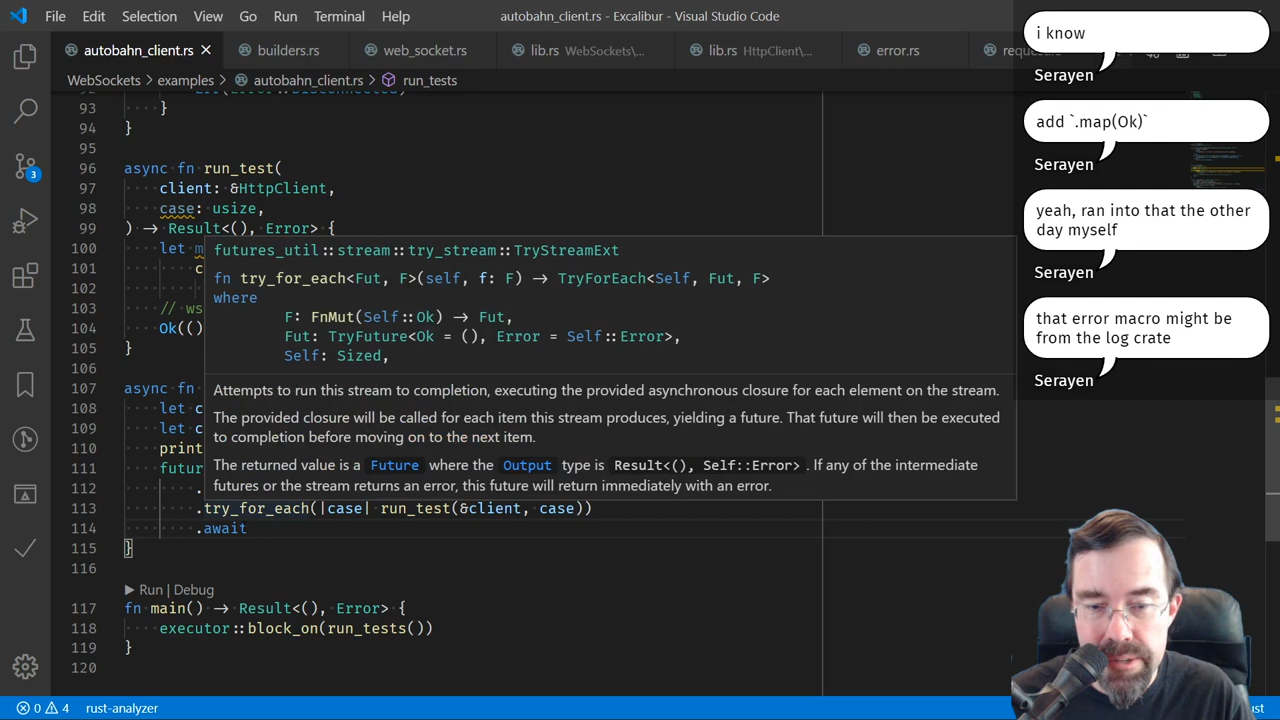 File Edit Selection View Go Run Terminal Help
autobahn_client.rs - Excalibur - Visual Studio Code
autobahn_client.rs
builders.rs
web_socket.rs
lib.rs WebSockets\...
lib.rs HttpClient\...
error.rs
WebSockets > examples > autobahn_client.rs > run_tests
93 }
94 }
95
96 async fn run_test(
97 client: &HttpClient,
98 case: usize,
99 ) → Result<(), Error> {
100 let m
101 c
102
103 // ws
104 Ok(()
105 }
106
107 async fn
108 let c
109 let c
110 print
111 futur
112 .
113 .try_for_each(|case| run_test(&client, case))
114 .await
115 }
116
Run | Debug
117 fn main() → Result<(), Error> {
118 executor::block_on(run_tests())
119 }
120
futures_util::stream::try_stream::TryStreamExt
fn try_for_each<Fut, F>(self, f: F) → TryForEach<Self, Fut, F>
where
F: FnMut(Self::Ok) → Fut,
Fut: TryFuture<Ok = (), Error = Self::Error>,
Self: Sized,
Attempts to run this stream to completion, executing the provided asynchronous closure for each element on the stream.
The provided closure will be called for each item this stream produces, yielding a future. That future will then be executed
to completion before moving on to the next item.
The returned value is a Future where the Output type is Result<(), Self::Error>. If any of the intermediate
futures or the stream returns an error, this future will return immediately with an error.
i know
Serayen
add `.map(Ok)`
Serayen
yeah, ran into that the other
day myself
Serayen
that error macro might be
from the log crate
Serayen
3
0 4 rust-analyzer